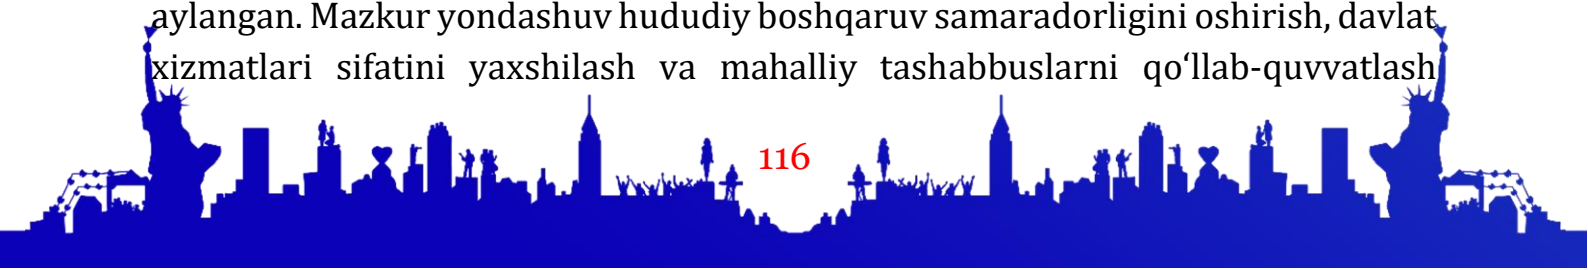 aylangan. Mazkur yondashuv hududiy boshqaruv samaradorligini oshirish, davlat
xizmatlari sifatini yaxshilash va mahalliy tashabbuslarni qo‘llab-quvvatlash
116